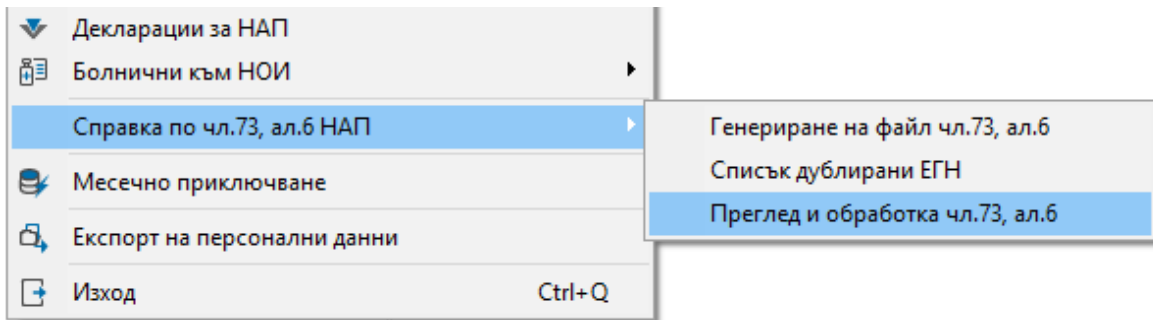 Декларации за НАП
Болнични към НОИ
Справка по чл.73, ал.6 НАП
Генериране на файл чл.73, ал.6
Списък дублирани ЕГН
Преглед и обработка чл.73, ал.6
Месечно приключване
Експорт на персонални данни
Изход Ctrl+Q